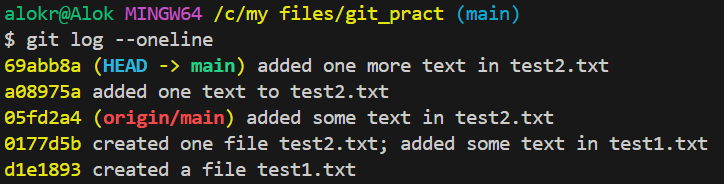 alokr@Alok MINGW64 /c/my files/git_pract (main)
$ git log --oneline
69abb8a (HEAD -> main) added one more text in test2.txt
a08975a added one text to test2.txt
05fd2a4 (origin/main) added some text in test2.txt
0177d5b created one file test2.txt; added some text in test1.txt
d1e1893 created a file test1.txt